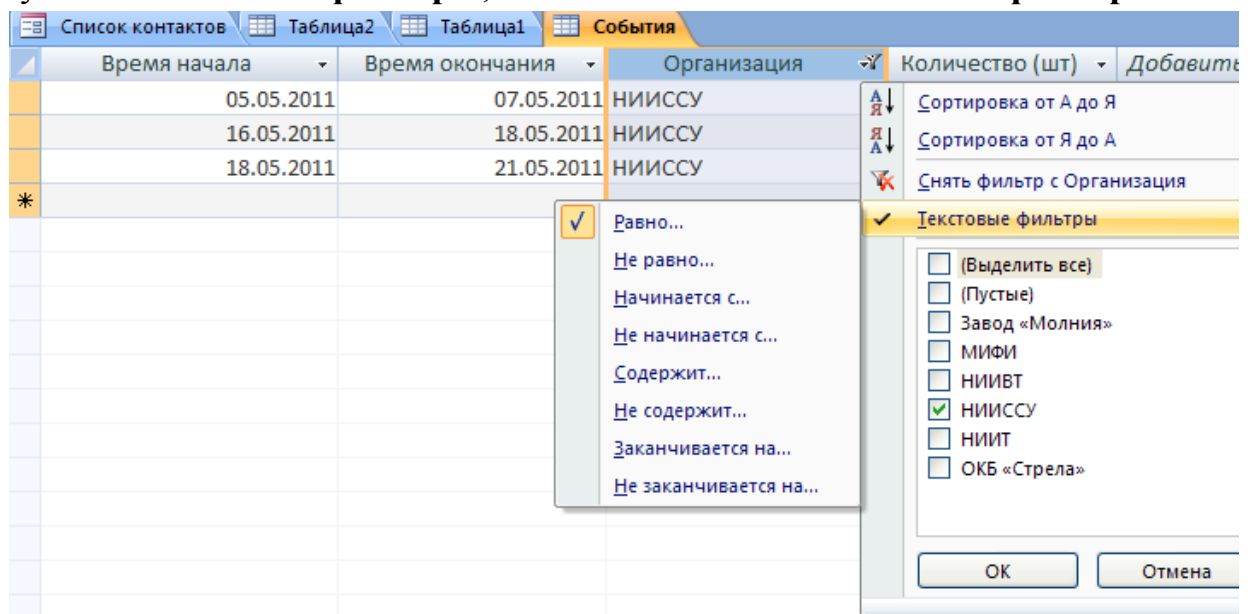 Список контактов Таблица2 Таблица1 События
Время начала Время окончания Организация Количество (шт) Добавить
05.05.2011 07.05.2011 НИИССУ
16.05.2011 18.05.2011 НИИССУ
18.05.2011 21.05.2011 НИИССУ
Сортировка от А до Я
Сортировка от Я до А
Снять фильтр с Организация
Текстовые фильтры
Равно...
Не равно...
Начинается с...
Не начинается с...
Содержит...
Не содержит...
Заканчивается на...
Не заканчивается на...
(Выделить все)
(Пустые)
Завод «Молния»
МИФИ
НИИВТ
НИИССУ
НИИТ
ОКБ «Стрела»
ОК Отмена